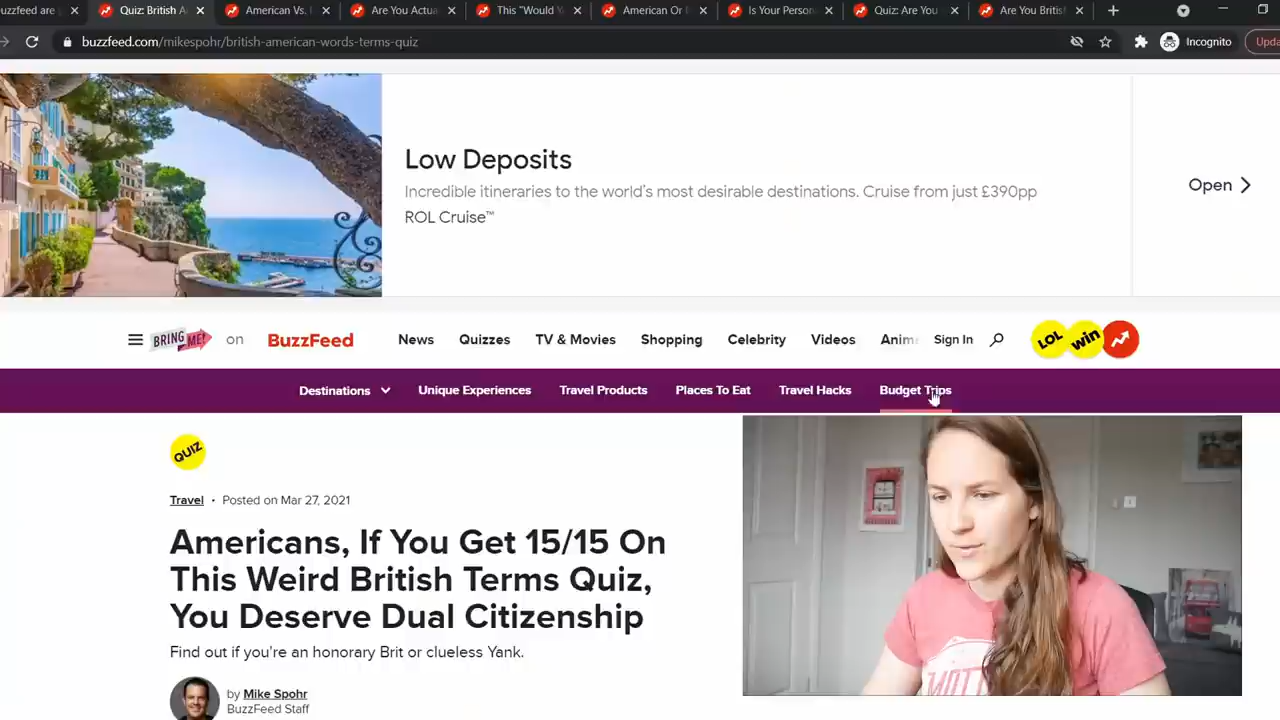 uzzfeed are
Quiz: British A
American Vs.
Are You Actua
This "Would Y
American Or
Is Your Person
Quiz: Are You
Are You British
buzzfeed.com/mikespohr/british-american-words-terms-quiz
Incognito
Upda
Low Deposits
Incredible itineraries to the world's most desirable destinations. Cruise from just £390pp
ROL Cruise™
Open
BRING ME! on BuzzFeed News Quizzes TV & Movies Shopping Celebrity Videos Anim Sign In LOL win
Destinations Unique Experiences Travel Products Places To Eat Travel Hacks Budget Trips
QUIZ
Travel • Posted on Mar 27, 2021
Americans, If You Get 15/15 On
This Weird British Terms Quiz,
You Deserve Dual Citizenship
Find out if you're an honorary Brit or clueless Yank.
by Mike Spohr
BuzzFeed Staff